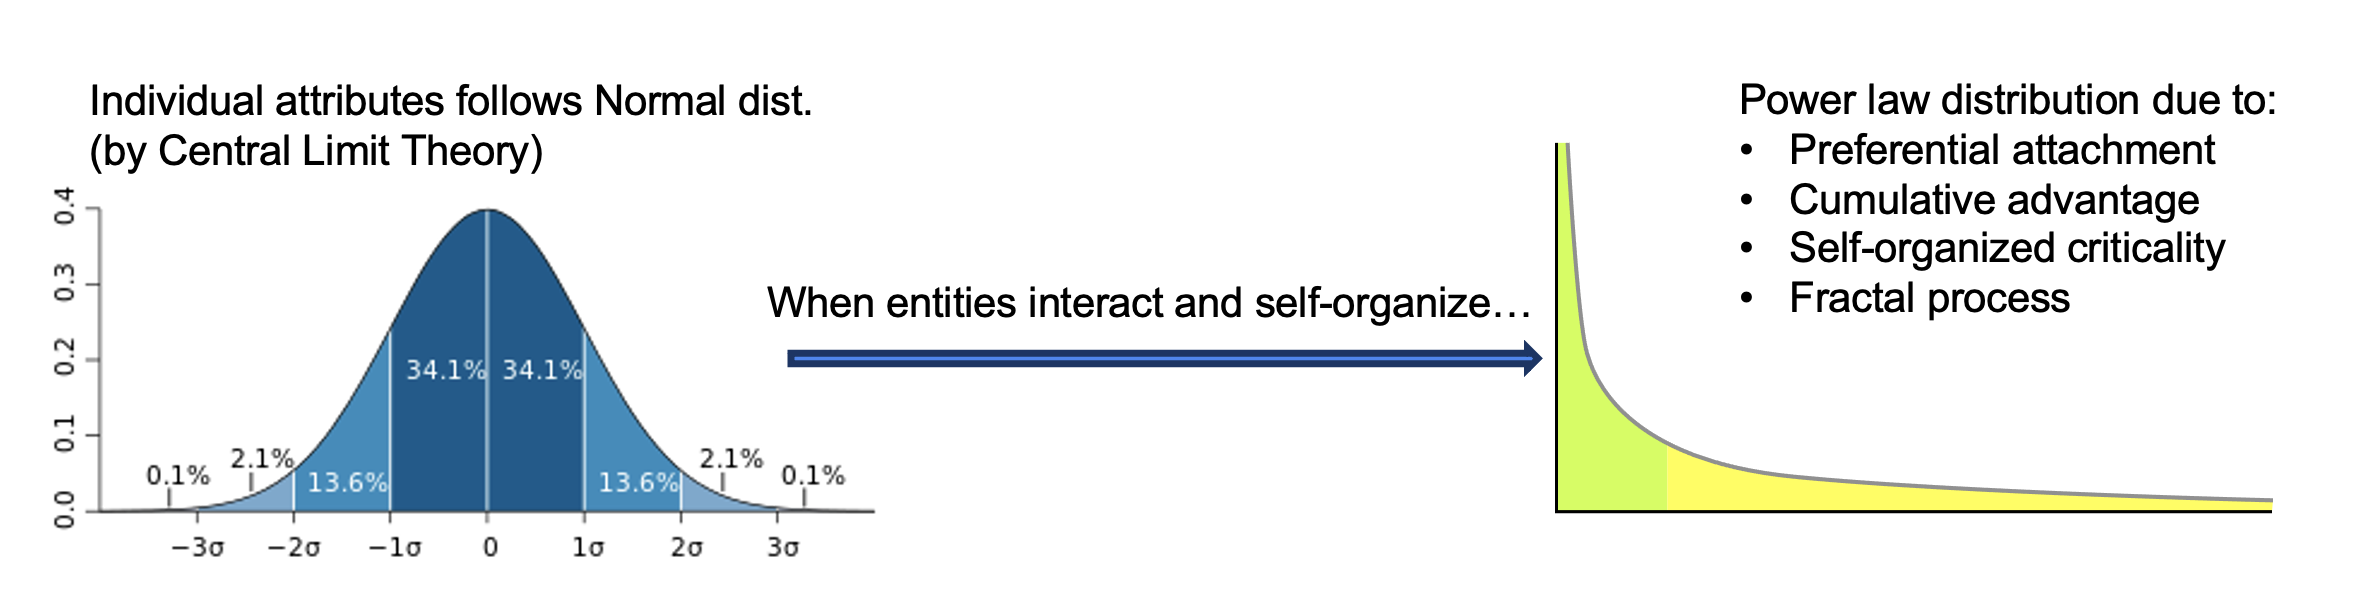 Individual attributes follows Normal dist.
(by Central Limit Theory)
0.4
0.3
0.2
0.1
0.0
0.1%
2.1%
13.6%
34.1%
34.1%
13.6%
2.1%
0.1%
−3σ
−2σ
−1σ
0
1σ
2σ
3σ
When entities interact and self-organize…
Power law distribution due to:
• Preferential attachment
• Cumulative advantage
• Self-organized criticality
• Fractal process